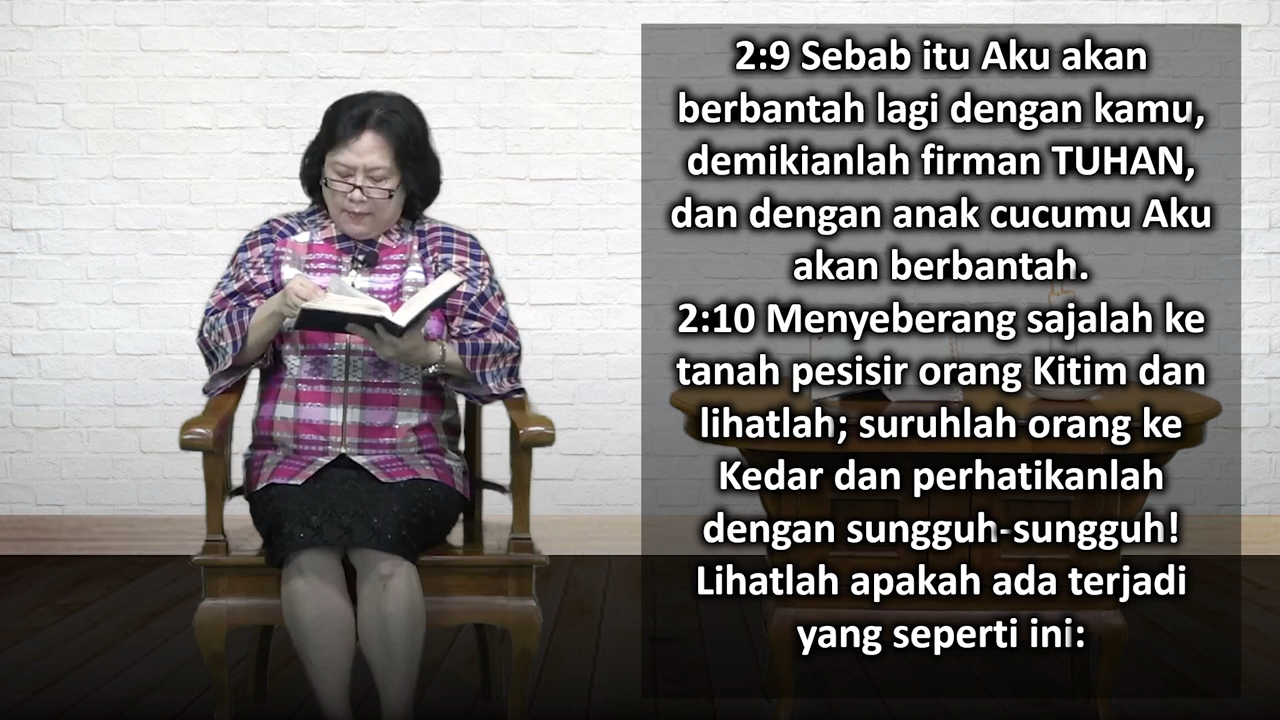 2:9 Sebab itu Aku akan
berbantah lagi dengan kamu,
demikianlah firman TUHAN,
dan dengan anak cucumu Aku
akan berbantah.
2:10 Menyeberang sajalah ke
tanah pesisir orang Kitim dan
lihatlah; suruhlah orang ke
Kedar dan perhatikanlah
dengan sungguh-sungguh!
Lihatlah apakah ada terjadi
yang seperti ini: